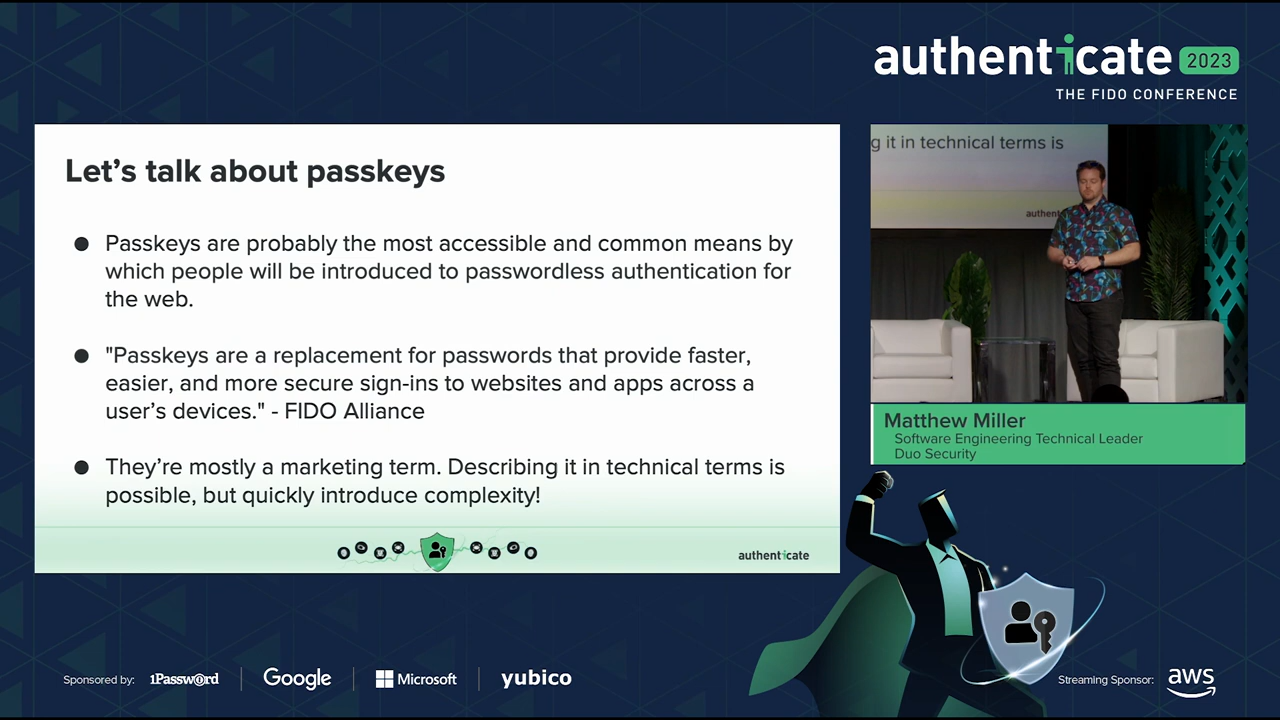 authenticate 2023
THE FIDO CONFERENCE
Let's talk about passkeys
● Passkeys are probably the most accessible and common means by
which people will be introduced to passwordless authentication for
the web.
● "Passkeys are a replacement for passwords that provide faster,
easier, and more secure sign-ins to websites and apps across a
user's devices." - FIDO Alliance
● They're mostly a marketing term. Describing it in technical terms is
possible, but quickly introduce complexity!
authenticate
g it in technical terms is
authent
Matthew Miller
Software Engineering Technical Leader
Duo Security
Sponsored by: 1Password Google Microsoft yubico
Streaming Sponsor: aws